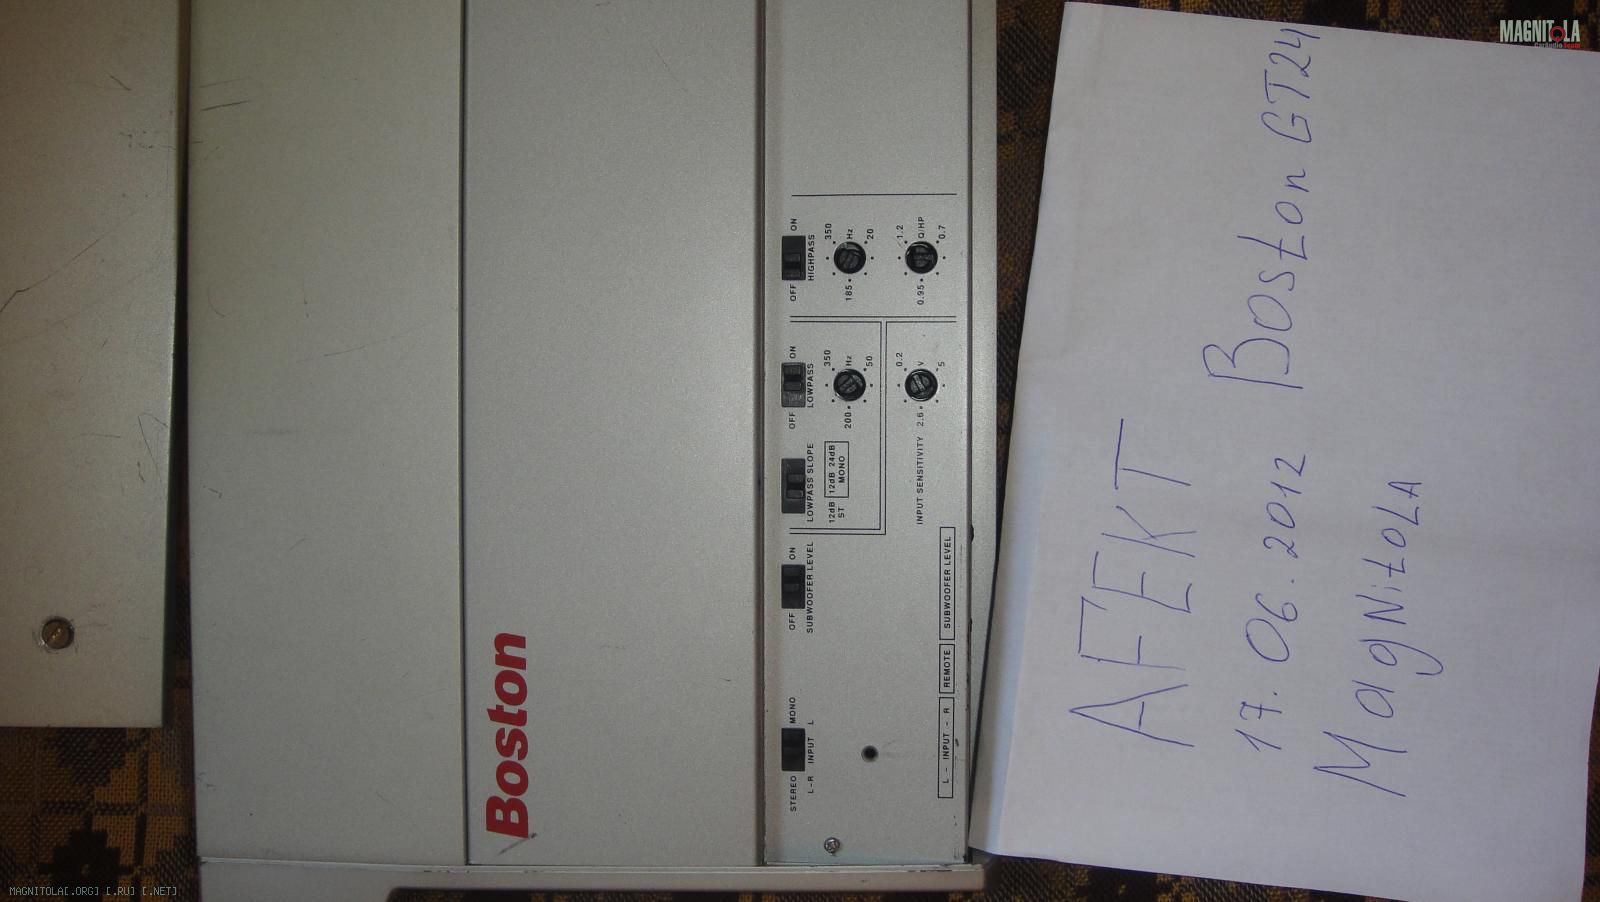 MAGNITOLA
CarAudioTeam
Boston
STEREO MONO
L-R INPUT L
OFF ON
SUBWOOFER LEVEL
LOWPASS SLOPE
12dB 12dB 24dB
ST MONO
OFF ON
LOWPASS
350
Hz
200 50
OFF ON
HIGHPASS
350
Hz
185 20
1.2
Q/HP
0.95 0.7
INPUT SENSITIVITY
0.2
V
2.6 5
L - INPUT - R
REMOTE
SUBWOOFER LEVEL
AFEKT
17.06.2012 Boston GT24
MagNitoLA
MAGNITOLA[.ORG] [.RU] [.NET]